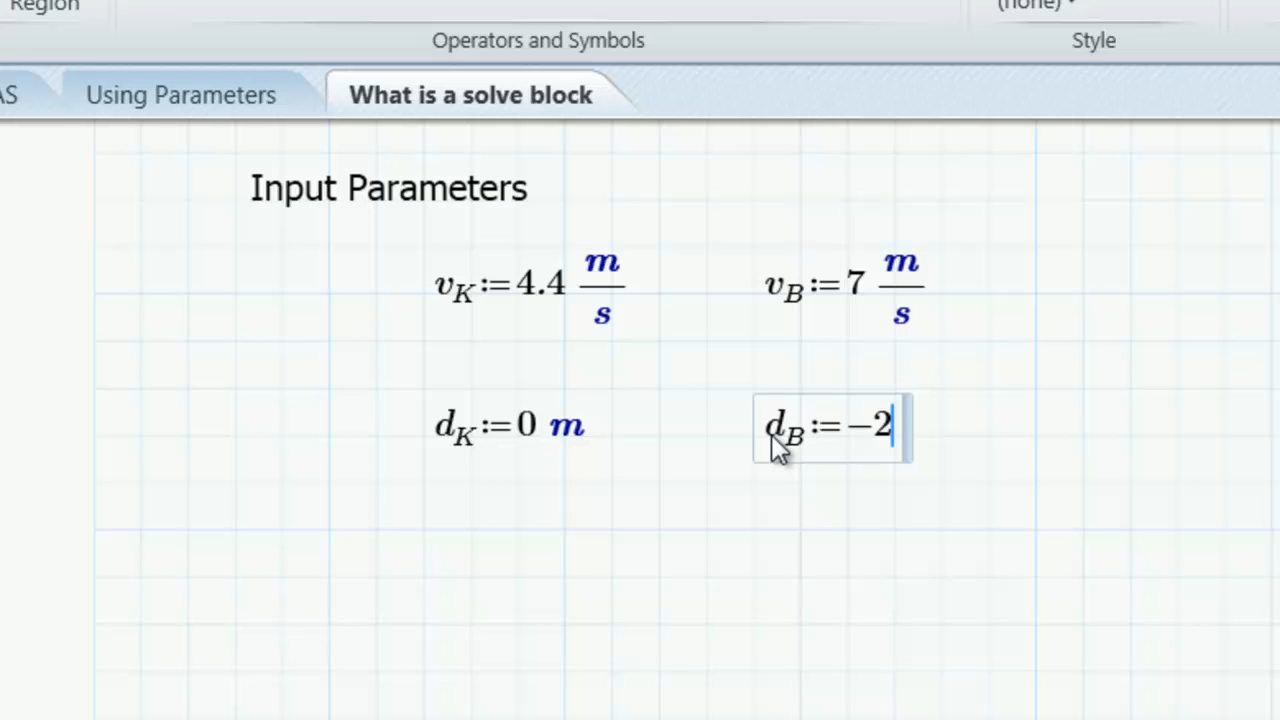 Region
(none)
Operators and Symbols
Style
AS
Using Parameters
What is a solve block
Input Parameters
v_K:=4.4 m/s
v_B:=7 m/s
d_K:=0 m
d_B:=-2